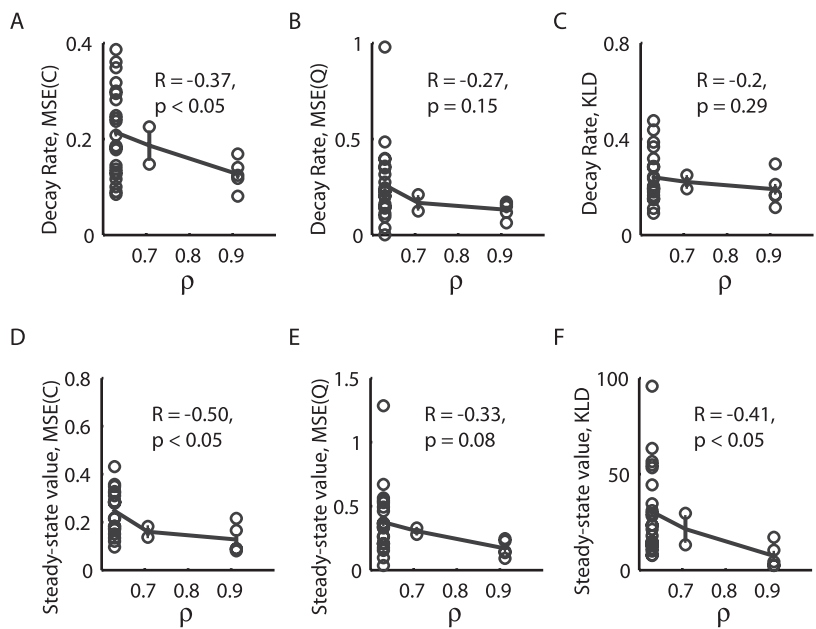 A
Decay Rate, MSE(C)
0.4
0.2
0
R = -0.37,
p < 0.05
0.7 0.8 0.9
ρ
B
Decay Rate, MSE(Q)
1
0.5
0
R = -0.27,
p = 0.15
0.7 0.8 0.9
ρ
C
Decay Rate, KLD
0.8
0.4
0
R = -0.2,
p = 0.29
0.7 0.8 0.9
ρ
D
Steady-state value, MSE(C)
0.8
0.6
0.4
0.2
0
R = -0.50,
p < 0.05
0.7 0.8 0.9
ρ
E
Steady-state value, MSE(Q)
1.5
1
0.5
0
R = -0.33,
p = 0.08
0.7 0.8 0.9
ρ
F
Steady-state value, KLD
100
50
0
R = -0.41,
p < 0.05
0.7 0.8 0.9
ρ